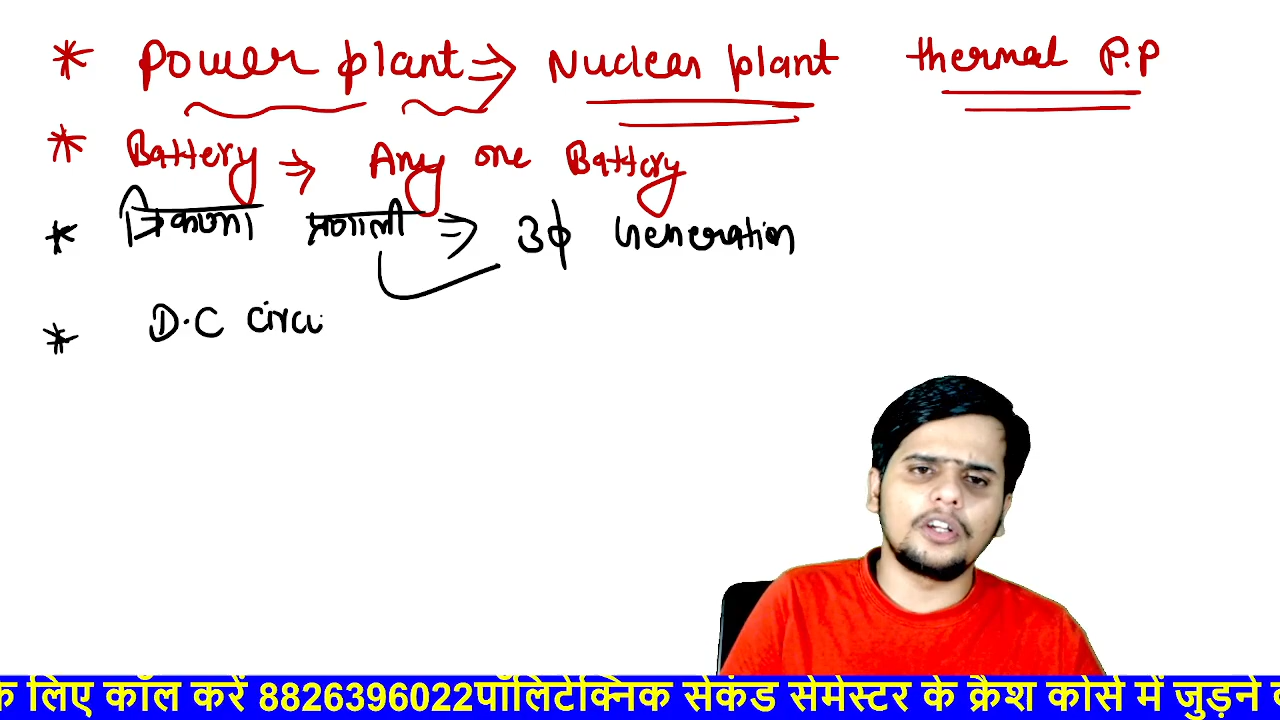 * Power plant ⇒ Nuclear plant thermal P.P
* Battery ⇒ Any one Battery
* त्रिकला प्रणाली ⇒ 3ϕ Generation
* D.C Circu
के लिए कॉल करें 8826396022पॉलिटेक्निक सेकंड सेमेस्टर के क्रैश कोर्स में जुड़ने